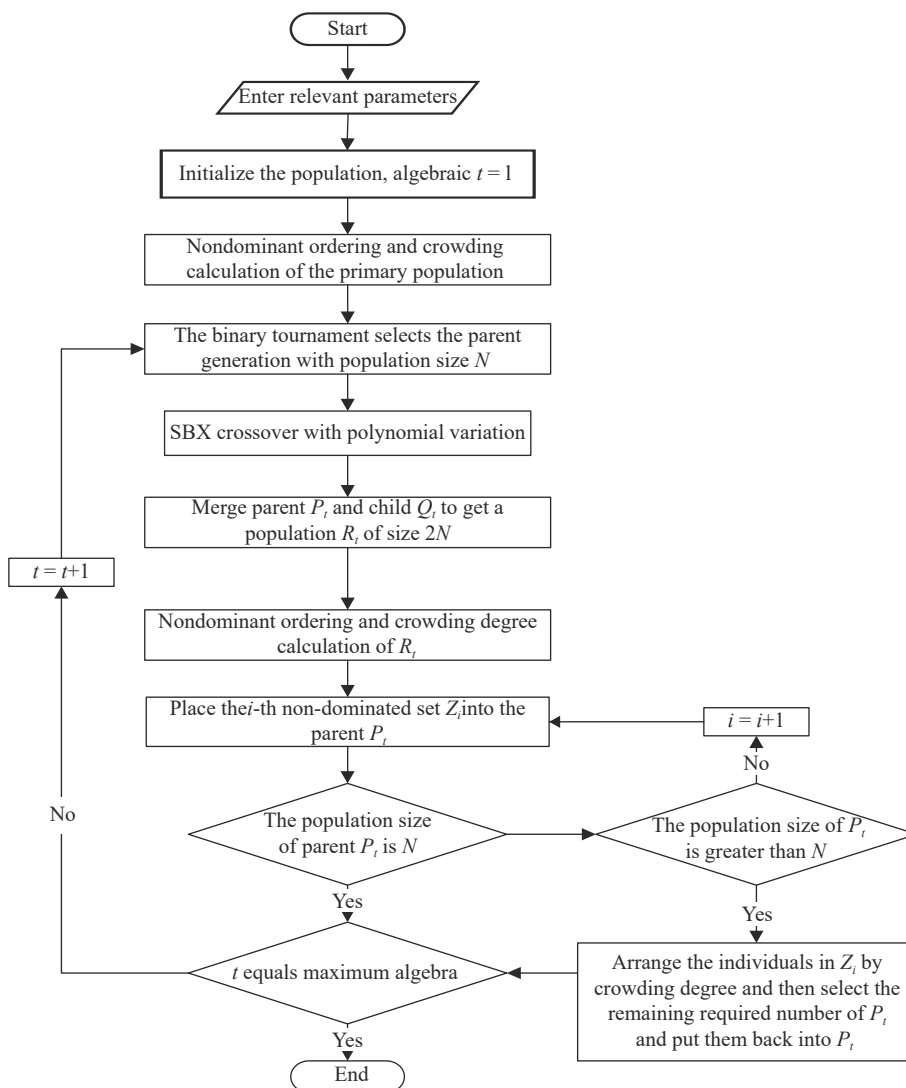 Start
Enter relevant parameters
Initialize the population, algebraic t = 1
Nondominant ordering and crowding
calculation of the primary population
The binary tournament selects the parent
generation with population size N
SBX crossover with polynomial variation
Merge parent Pt and child Qt to get a
population Rt of size 2N
t = t+1
Nondominant ordering and crowding degree
calculation of Rt
Place thei-th non-dominated set Ziinto the
parent Pt
i = i+1
No
No
The population size
of parent Pt is N
The population size of Pt
is greater than N
Yes
Yes
t equals maximum algebra
Arrange the individuals in Zi by
crowding degree and then select the
remaining required number of Pt
and put them back into Pt
Yes
End